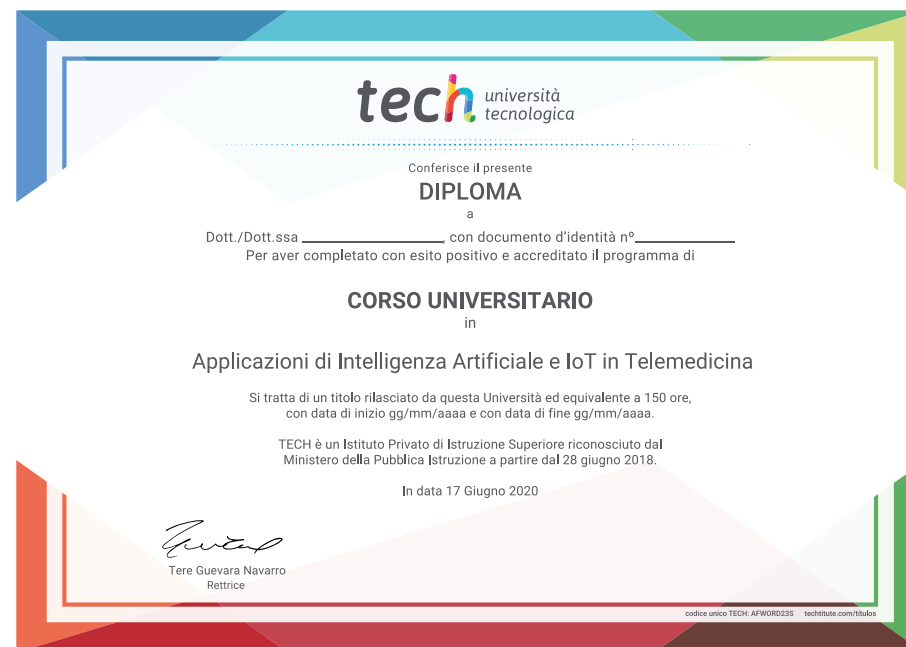 tech università
tecnologica
Conferisce il presente
DIPLOMA
a
Dott./Dott.ssa ____________________, con documento d'identità nº______________
Per aver completato con esito positivo e accreditato il programma di
CORSO UNIVERSITARIO
in
Applicazioni di Intelligenza Artificiale e IoT in Telemedicina
Si tratta di un titolo rilasciato da questa Università ed equivalente a 150 ore,
con data di inizio gg/mm/aaaa e con data di fine gg/mm/aaaa.
TECH è un Istituto Privato di Istruzione Superiore riconosciuto dal
Ministero della Pubblica Istruzione a partire dal 28 giugno 2018.
In data 17 Giugno 2020
Tere Guevara Navarro
Rettrice
codice unico TECH: AFWORD23S techtitute.com/titulos